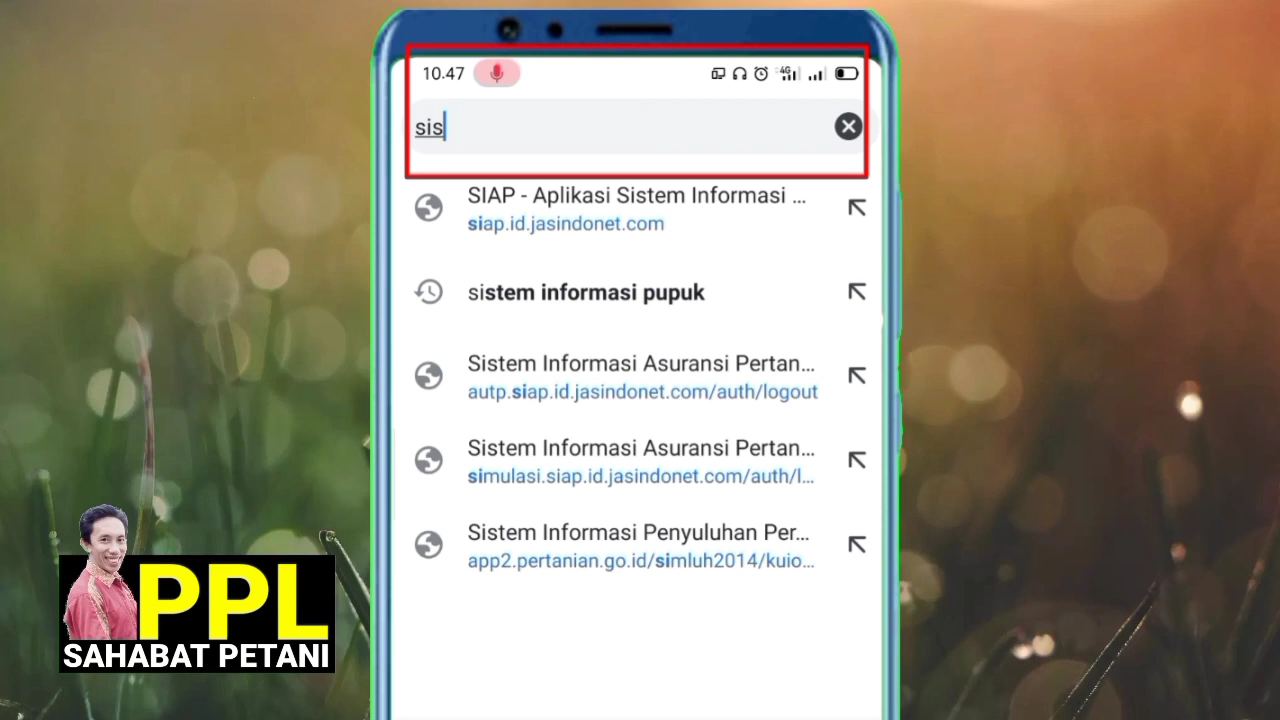 10.47
4G
sis
SIAP - Aplikasi Sistem Informasi ...
siap.id.jasindonet.com
sistem informasi pupuk
Sistem Informasi Asuransi Pertan...
autp.siap.id.jasindonet.com/auth/logout
Sistem Informasi Asuransi Pertan...
simulasi.siap.id.jasindonet.com/auth/l...
Sistem Informasi Penyuluhan Per...
app2.pertanian.go.id/simluh2014/kuio...
PPL
SAHABAT PETANI